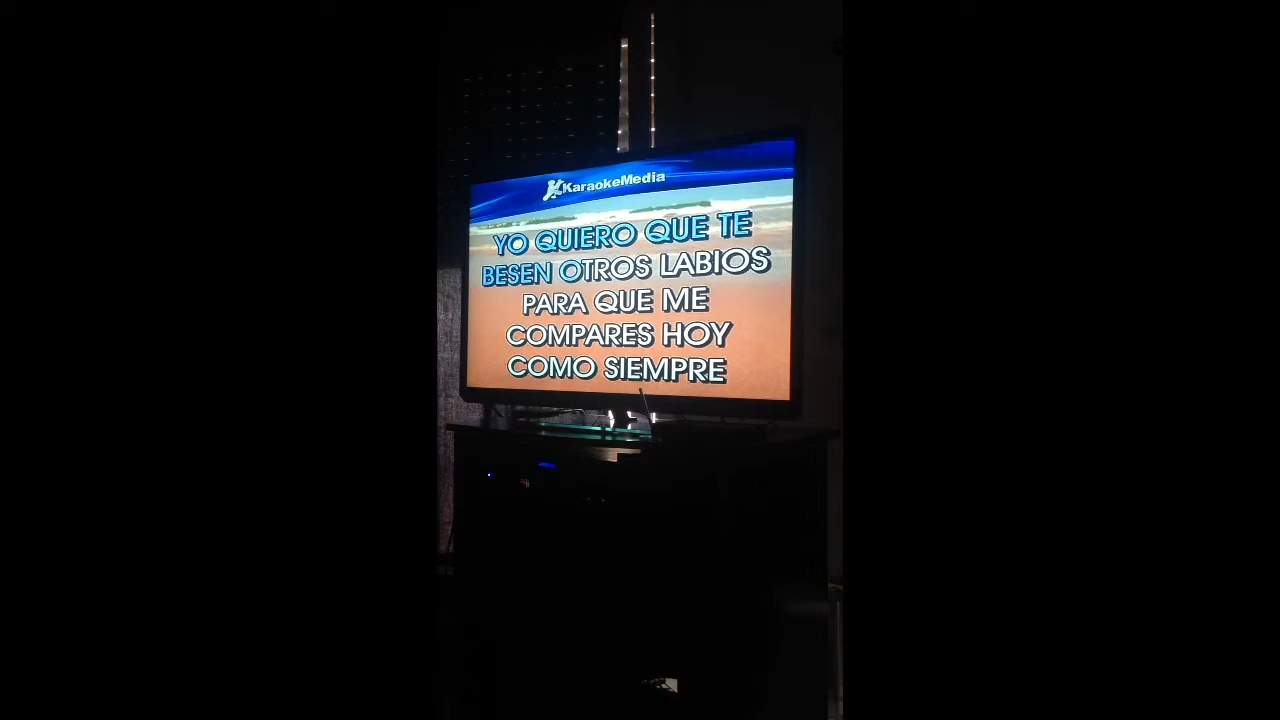 KaraokeMedia
YO QUIERO QUE TE
BESEN OTROS LABIOS
PARA QUE ME
COMPARES HOY
COMO SIEMPRE